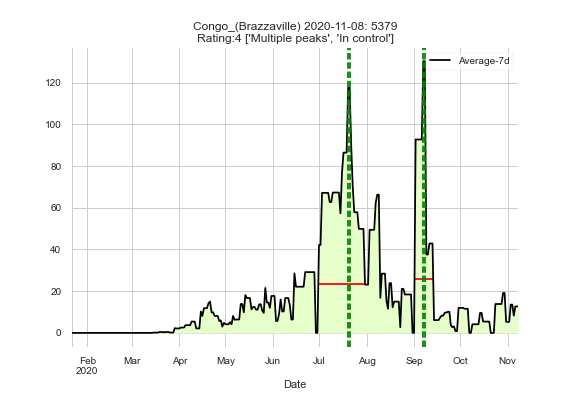 Congo_(Brazzaville) 2020-11-08: 5379
Rating:4 ['Multiple peaks', 'In control']
Average-7d
120
100
80
60
40
20
0
Feb Mar Apr May Jun Jul Aug Sep Oct Nov
2020
Date